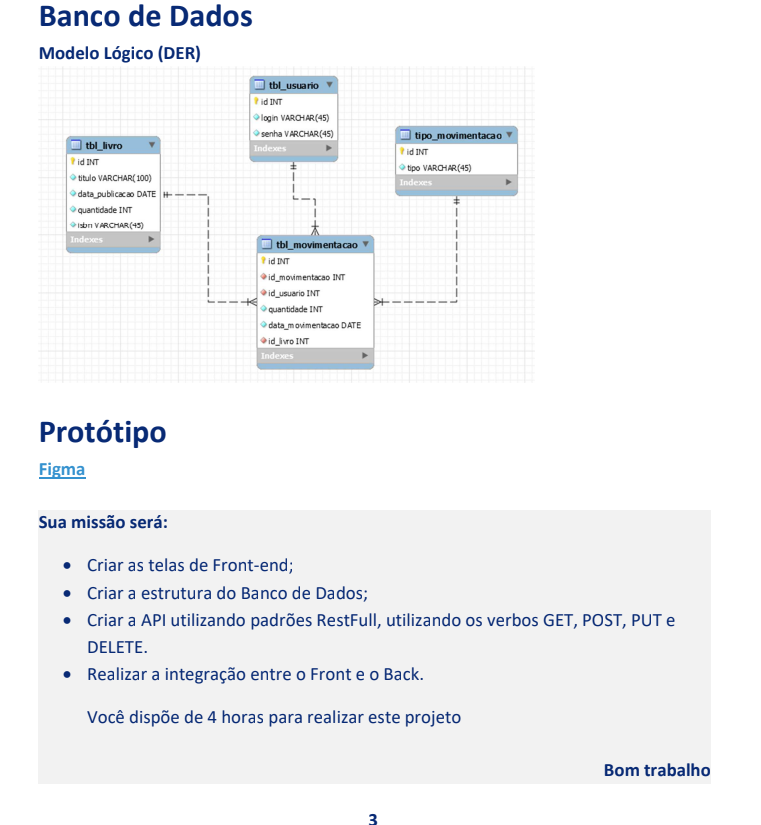 Banco de Dados
Modelo Lógico (DER)
tbl_usuario
id INT
login VARCHAR(45)
senha VARCHAR(45)
Indexes
tipo_movimentacao
id INT
tipo VARCHAR(45)
Indexes
tbl_livro
id INT
titulo VARCHAR(100)
data_publicacao DATE
quantidade INT
isbn VARCHAR(45)
Indexes
tbl_movimentacao
id INT
id_movimentacao INT
id_usuario INT
quantidade INT
data_movimentacao DATE
id_livro INT
Indexes
Protótipo
Figma
Sua missão será:
• Criar as telas de Front-end;
• Criar a estrutura do Banco de Dados;
• Criar a API utilizando padrões RestFull, utilizando os verbos GET, POST, PUT e
DELETE.
• Realizar a integração entre o Front e o Back.
Você dispõe de 4 horas para realizar este projeto
Bom trabalho
3